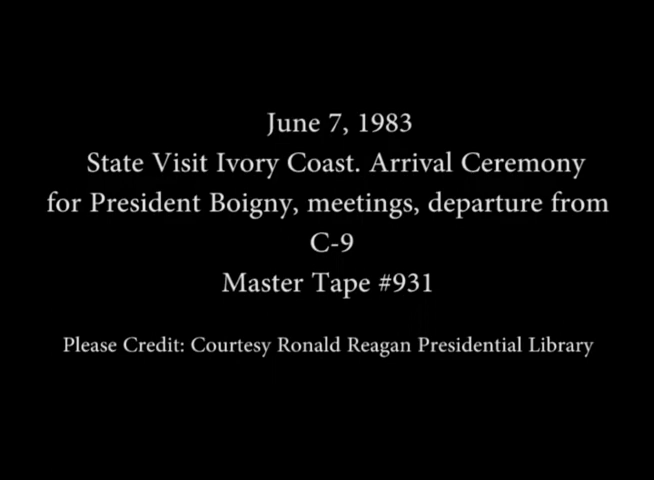 June 7, 1983
State Visit Ivory Coast. Arrival Ceremony
for President Boigny, meetings, departure from
C-9
Master Tape #931
Please Credit: Courtesy Ronald Reagan Presidential Library